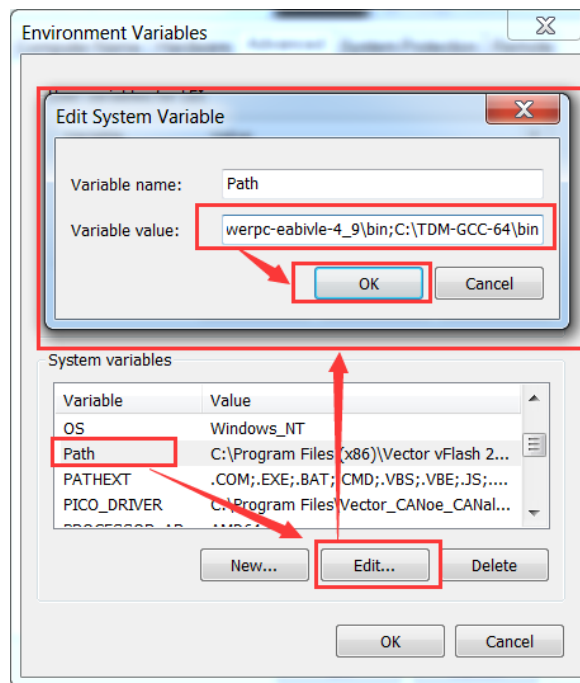 Environment Variables
Edit System Variable
Variable name: Path
Variable value: werpc-eabivle-4_9\bin;C:\TDM-GCC-64\bin
OK Cancel
System variables
Variable Value
OS Windows_NT
Path C:\Program Files (x86)\Vector vFlash 2...
PATHEXT .COM;.EXE;.BAT;.CMD;.VBS;.VBE;.JS;....
PICO_DRIVER C:\Program Files\Vector_CANoe_CANal...
New... Edit... Delete
OK Cancel